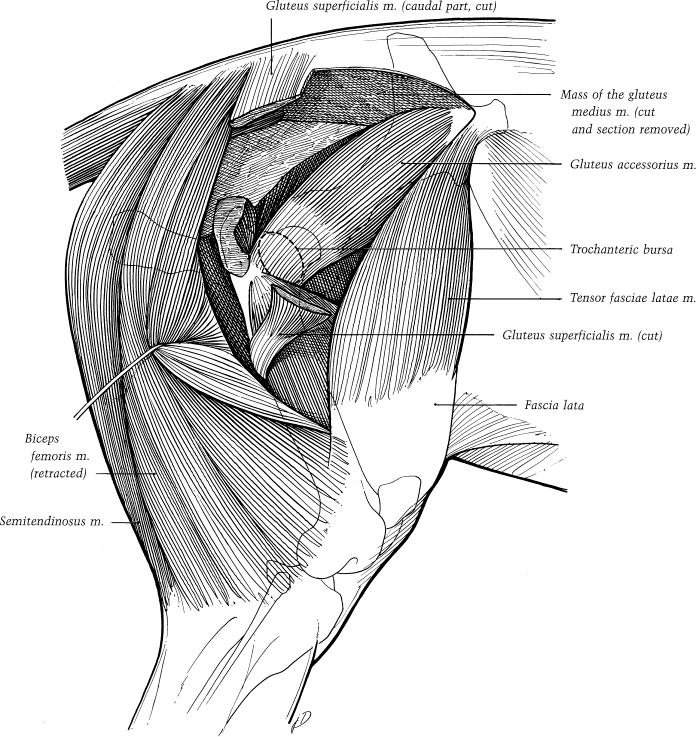 Gluteus superficialis m. (caudal part, cut)
Mass of the gluteus
medius m. (cut
and section removed)
Gluteus accessorius m.
Trochanteric bursa
Tensor fasciae latae m.
Gluteus superficialis m. (cut)
Fascia lata
Biceps
femoris m.
(retracted)
Semitendinosus m.